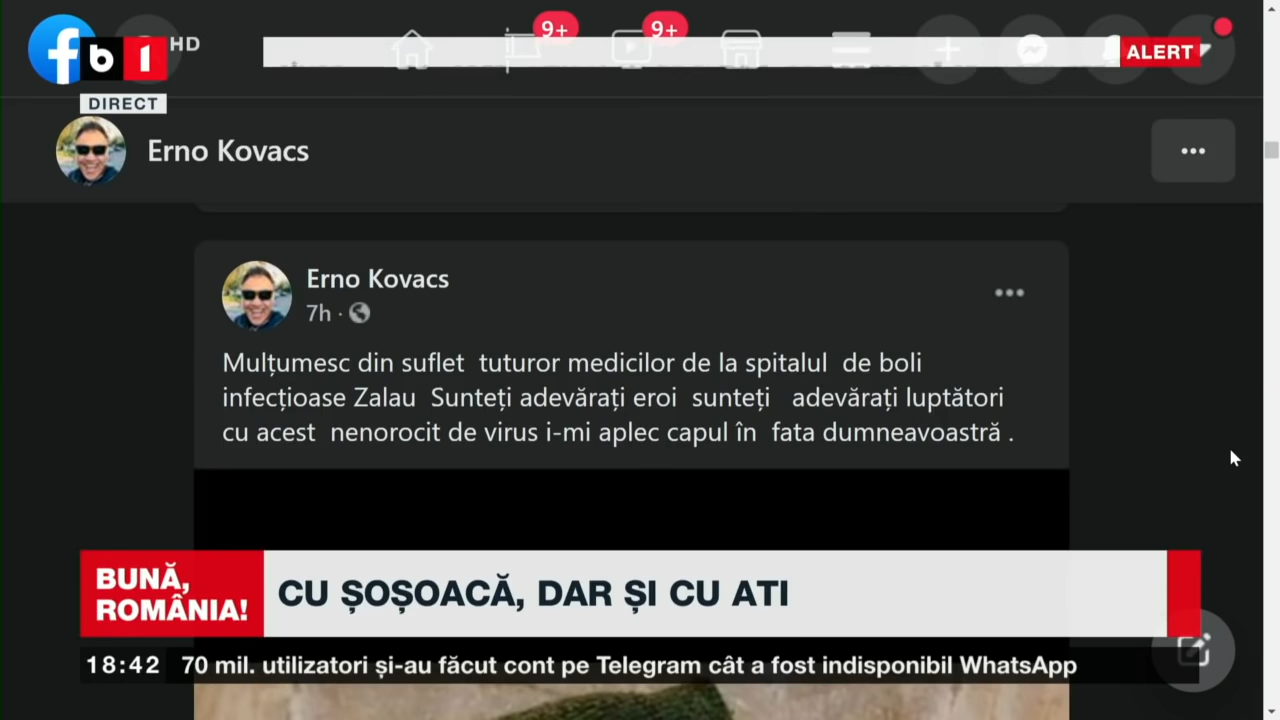 HD
9+
9+
b1
ALERT
DIRECT
Erno Kovacs
Erno Kovacs
7h ·
Mulțumesc din suflet tuturor medicilor de la spitalul de boli
infecțioase Zalau Sunteți adevărați eroi sunteți adevărați luptători
cu acest nenorocit de virus i-mi aplec capul în fata dumneavoastră .
BUNĂ,
ROMÂNIA!
CU ȘOȘOACĂ, DAR ȘI CU ATI
18:42 70 mil. utilizatori și-au făcut cont pe Telegram cât a fost indisponibil WhatsApp